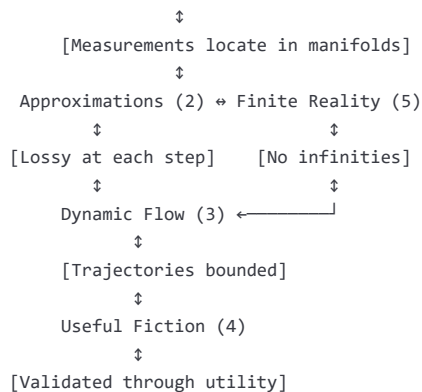 ↕
[Measurements locate in manifolds]
↕
Approximations (2) ↔ Finite Reality (5)
↕ ↕
[Lossy at each step] [No infinities]
↕ ↕
Dynamic Flow (3) ←───────┘
↕
[Trajectories bounded]
↕
Useful Fiction (4)
↕
[Validated through utility]